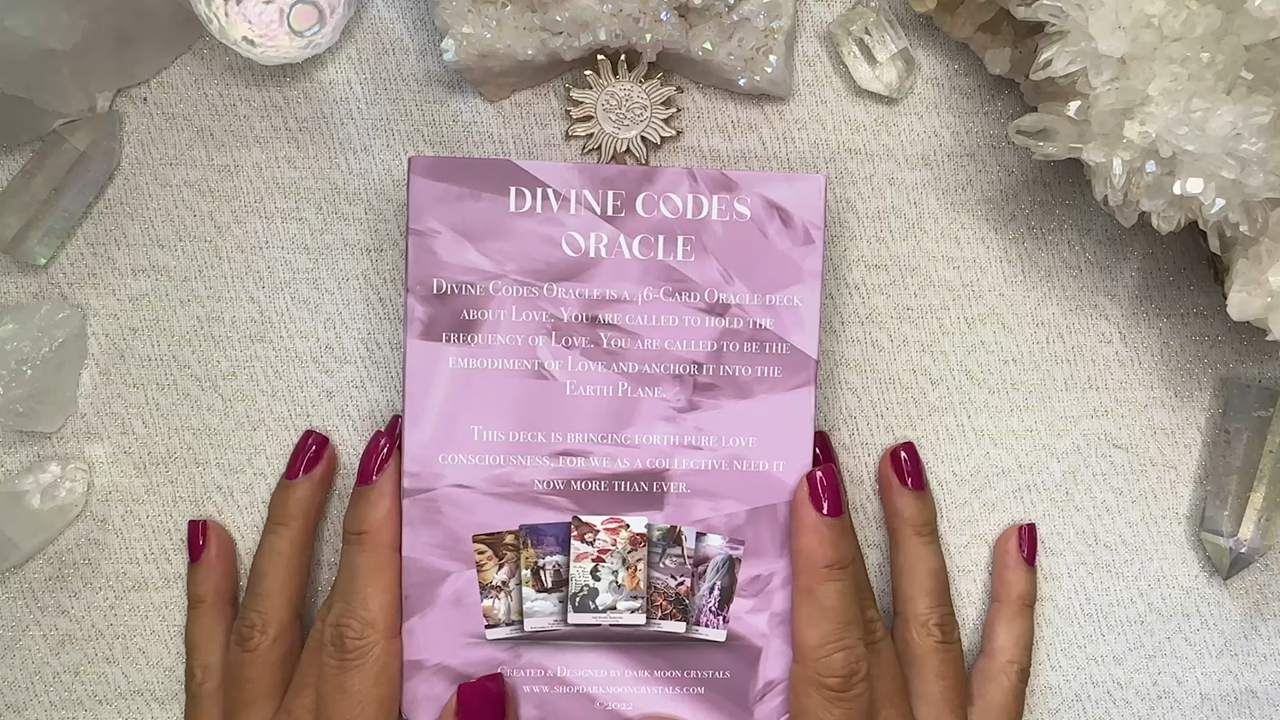 DIVINE CODES
ORACLE
DIVINE CODES ORACLE IS A 46-CARD ORACLE DECK
ABOUT LOVE. YOU ARE CALLED TO HOLD THE
FREQUENCY OF LOVE. YOU ARE CALLED TO BE THE
EMBODIMENT OF LOVE AND ANCHOR IT INTO THE
EARTH PLANE.
THIS DECK IS BRINGING FORTH PURE LOVE
CONSCIOUSNESS, FOR WE AS A COLLECTIVE NEED IT
NOW MORE THAN EVER.
CREATED & DESIGNED BY DARK MOON CRYSTALS
WWW.SHOPDARKMOONCRYSTALS.COM
©2022